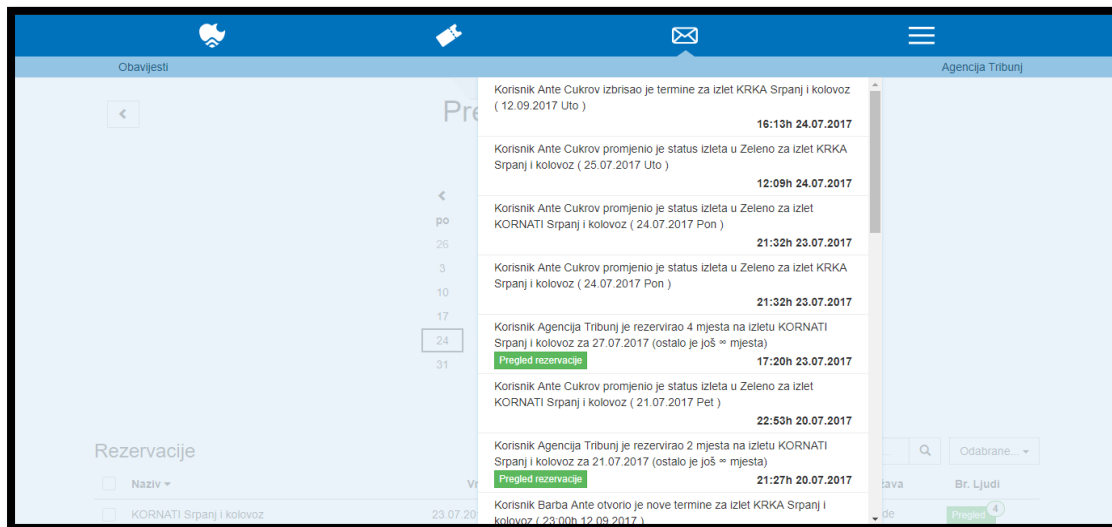 Obavijesti
Agencija Tribunj
Pre
po
26
3
10
17
24
31
Korisnik Ante Cukrov izbrisao je termine za izlet KRKA Srpanj i kolovoz
( 12.09.2017 Uto )
16:13h 24.07.2017
Korisnik Ante Cukrov promjenio je status izleta u Zeleno za izlet KRKA
Srpanj i kolovoz ( 25.07.2017 Uto )
12:09h 24.07.2017
Korisnik Ante Cukrov promjenio je status izleta u Zeleno za izlet
KORNATI Srpanj i kolovoz ( 24.07.2017 Pon )
21:32h 23.07.2017
Korisnik Ante Cukrov promjenio je status izleta u Zeleno za izlet KRKA
Srpanj i kolovoz ( 24.07.2017 Pon )
21:32h 23.07.2017
Korisnik Agencija Tribunj je rezervirao 4 mjesta na izletu KORNATI
Srpanj i kolovoz za 27.07.2017 (ostalo je još ∞ mjesta)
Pregled rezervacije 17:20h 23.07.2017
Korisnik Ante Cukrov promjenio je status izleta u Zeleno za izlet
KORNATI Srpanj i kolovoz ( 21.07.2017 Pet )
22:53h 20.07.2017
Korisnik Agencija Tribunj je rezervirao 2 mjesta na izletu KORNATI
Srpanj i kolovoz za 21.07.2017 (ostalo je još ∞ mjesta)
Pregled rezervacije 21:27h 20.07.2017
Korisnik Barba Ante otvorio je nove termine za izlet KRKA Srpanj i
kolovoz ( 23:00h 12.09.2017 )
Rezervacije
Odabrane...
Naziv
Vr
žava
Br. Ljudi
KORNATI Srpanj i kolovoz
23.07.20
de
Pregled 4